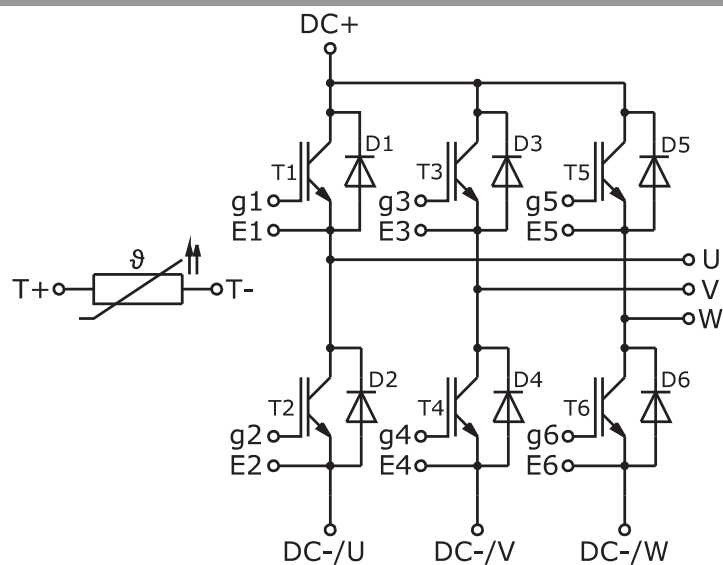 DC+
D1
D3
D5
T1
T3
T5
g1
g3
g5
E1
E3
E5
U
ϑ
T+
T-
V
W
D2
D4
D6
T2
T4
T6
g2
g4
g6
E2
E4
E6
DC-/U
DC-/V
DC-/W